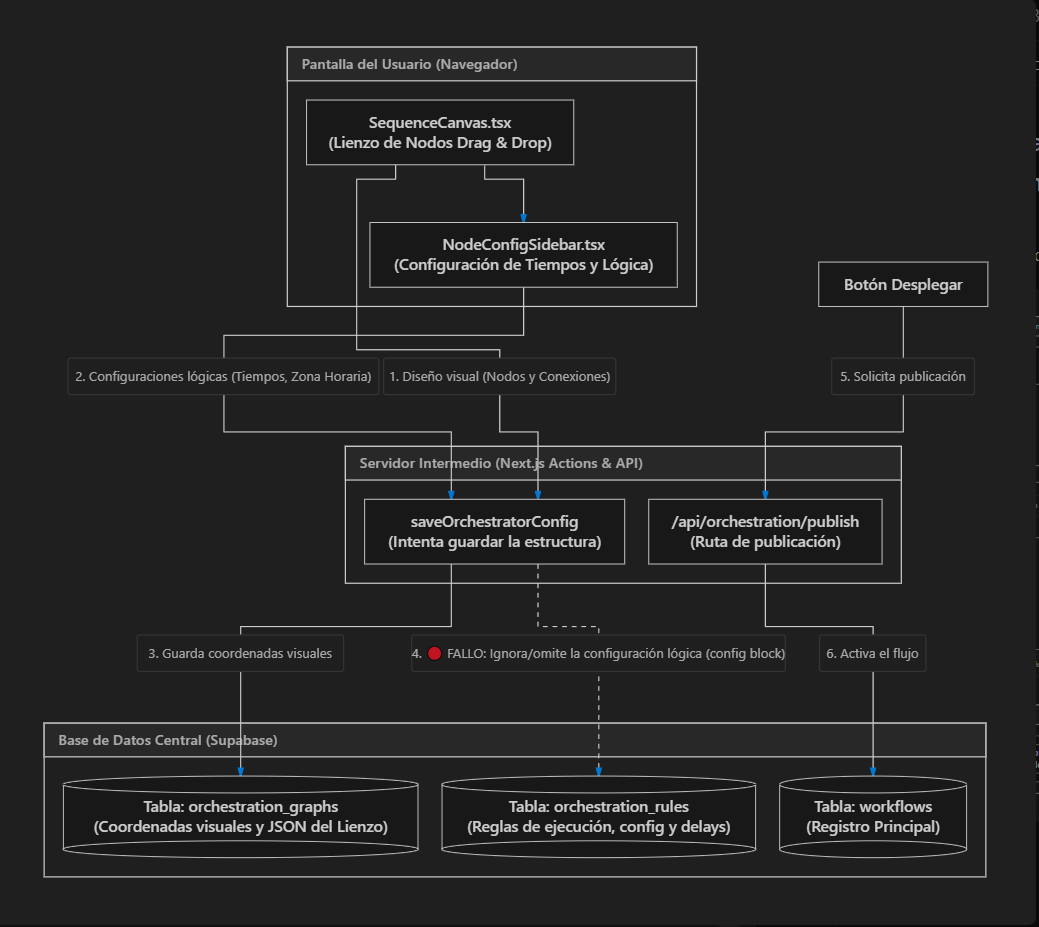 Pantalla del Usuario (Navegador)
SequenceCanvas.tsx
(Lienzo de Nodos Drag & Drop)
NodeConfigSidebar.tsx
(Configuración de Tiempos y Lógica)
Botón Desplegar
2. Configuraciones lógicas (Tiempos, Zona Horaria)
1. Diseño visual (Nodos y Conexiones)
5. Solicita publicación
Servidor Intermedio (Next.js Actions & API)
saveOrchestratorConfig
(Intenta guardar la estructura)
/api/orchestration/publish
(Ruta de publicación)
3. Guarda coordenadas visuales
4. 🔴 FALLO: Ignora/omite la configuración lógica (config block)
6. Activa el flujo
Base de Datos Central (Supabase)
Tabla: orchestration_graphs
(Coordenadas visuales y JSON del Lienzo)
Tabla: orchestration_rules
(Reglas de ejecución, config y delays)
Tabla: workflows
(Registro Principal)